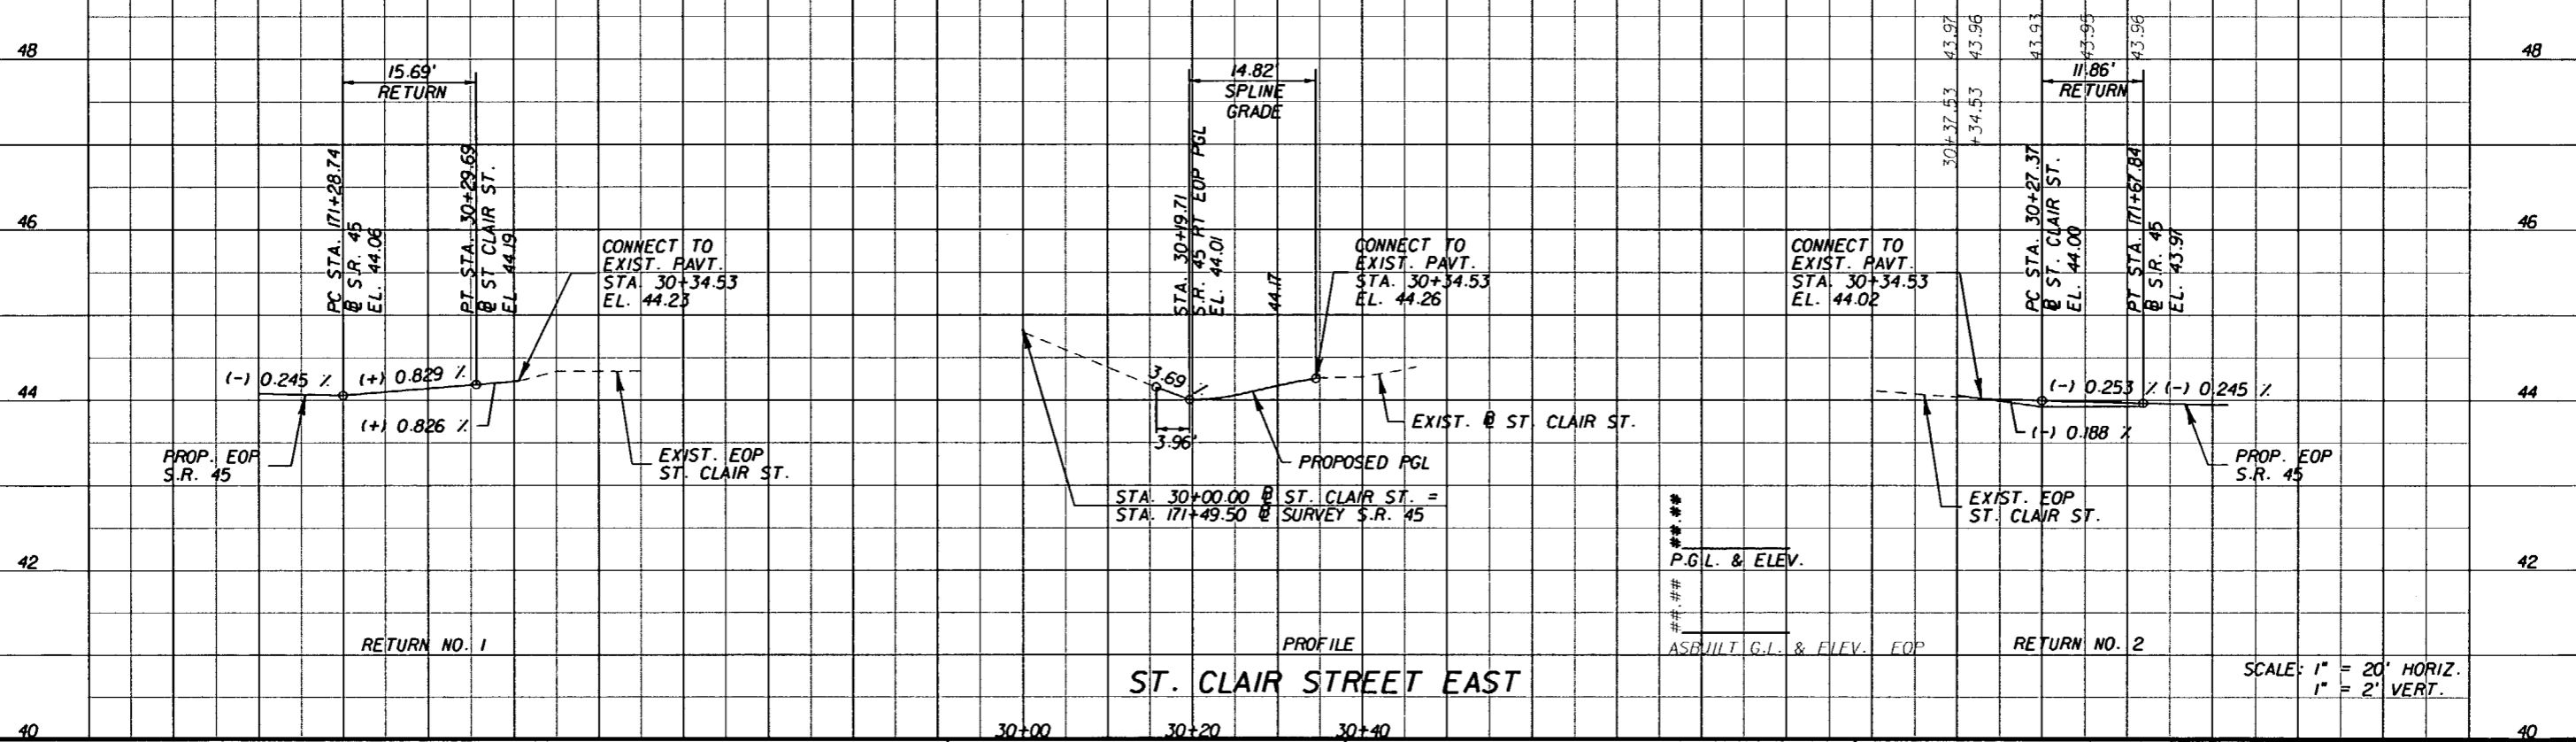 48
46
44
42
40
15.69'
RETURN
PC STA. 171+28.74
℄ S.R. 45
EL. 44.06
PT STA. 30+29.69
℄ ST CLAIR ST.
EL. 44.19
CONNECT TO
EXIST. PAVT.
STA. 30+34.53
EL. 44.23
(-) 0.245 %
(+) 0.829 %
(+) 0.826 %
PROP. EOP
S.R. 45
EXIST. EOP
ST. CLAIR ST.
RETURN NO. 1
14.82'
SPLINE
GRADE
STA. 30+19.71
S.R. 45 RT EOP PGL
EL. 44.01
44.17
CONNECT TO
EXIST. PAVT.
STA. 30+34.53
EL. 44.26
3.69 %
3.96'
EXIST. ℄ ST. CLAIR ST.
PROPOSED PGL
STA. 30+00.00 ℄ ST. CLAIR ST. =
STA. 171+49.50 ℄ SURVEY S.R. 45
PROFILE
ST. CLAIR STREET EAST
30+00
30+20
30+40
##.##
##.##
P.G.L. & ELEV.
ASBUILT G.L. & ELEV. EOP
30+37.53 43.97
+34.53 43.96
43.93
43.95
43.96
11.86'
RETURN
CONNECT TO
EXIST. PAVT.
STA. 30+34.53
EL. 44.02
PC STA. 30+27.37
℄ ST. CLAIR ST.
EL. 44.00
PT STA. 171+67.84
℄ S.R. 45
EL. 43.97
(-) 0.253 %
(-) 0.245 %
(-) 0.188 %
PROP. EOP
S.R. 45
EXIST. EOP
ST. CLAIR ST.
RETURN NO. 2
SCALE: 1" = 20' HORIZ.
1" = 2' VERT.
48
46
44
42
40